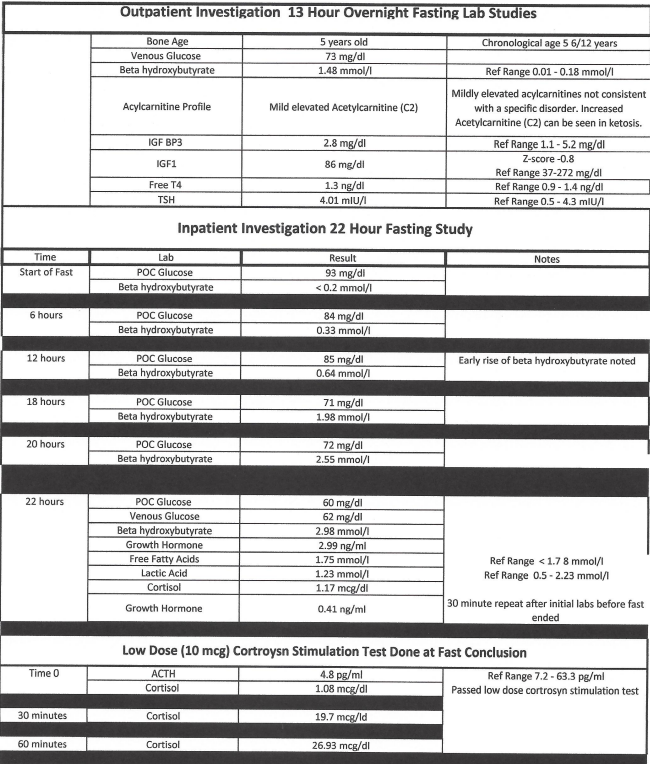 Outpatient Investigation 13 Hour Overnight Fasting Lab Studies
Bone Age 5 years old Chronological age 5 6/12 years
Venous Glucose 73 mg/dl
Beta hydroxybutyrate 1.48 mmol/l Ref Range 0.01 - 0.18 mmol/l
Acylcarnitine Profile Mild elevated Acetylcarnitine (C2) Mildly elevated acylcarnitines not consistent
with a specific disorder. Increased
Acetylcarnitine (C2) can be seen in ketosis.
IGF BP3 2.8 mg/dl Ref Range 1.1 - 5.2 mg/dl
IGF1 86 mg/dl Z-score -0.8
Ref Range 37-272 mg/dl
Free T4 1.3 ng/dl Ref Range 0.9 - 1.4 ng/dl
TSH 4.01 mIU/l Ref Range 0.5 - 4.3 mIU/l
Inpatient Investigation 22 Hour Fasting Study
Time Lab Result Notes
Start of Fast POC Glucose 93 mg/dl
Beta hydroxybutyrate < 0.2 mmol/l
6 hours POC Glucose 84 mg/dl
Beta hydroxybutyrate 0.33 mmol/l
12 hours POC Glucose 85 mg/dl Early rise of beta hydroxybutyrate noted
Beta hydroxybutyrate 0.64 mmol/l
18 hours POC Glucose 71 mg/dl
Beta hydroxybutyrate 1.98 mmol/l
20 hours POC Glucose 72 mg/dl
Beta hydroxybutyrate 2.55 mmol/l
22 hours POC Glucose 60 mg/dl
Venous Glucose 62 mg/dl
Beta hydroxybutyrate 2.98 mmol/l
Growth Hormone 2.99 ng/ml
Free Fatty Acids 1.75 mmol/l Ref Range < 1.7 8 mmol/l
Lactic Acid 1.23 mmol/l Ref Range 0.5 - 2.23 mmol/l
Cortisol 1.17 mcg/dl
Growth Hormone 0.41 ng/ml 30 minute repeat after initial labs before fast
ended
Low Dose (10 mcg) Cortroysn Stimulation Test Done at Fast Conclusion
Time 0 ACTH 4.8 pg/ml Ref Range 7.2 - 63.3 pg/ml
Cortisol 1.08 mcg/dl Passed low dose cortrosyn stimulation test
30 minutes Cortisol 19.7 mcg/ld
60 minutes Cortisol 26.93 mcg/dl